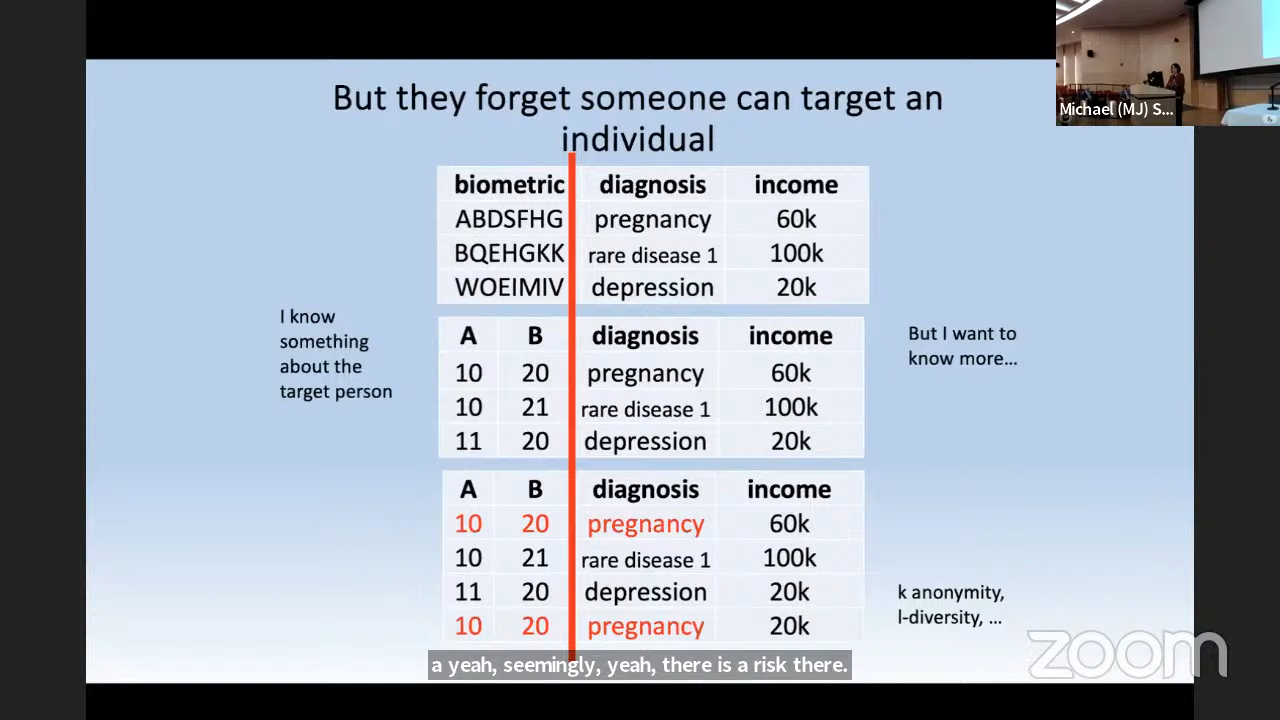 Michael (MJ) S...
But they forget someone can target an
individual
biometric diagnosis income
ABDSFHG pregnancy 60k
BQEHGKK rare disease 1 100k
WOEIMIV depression 20k
I know
something
about the
target person
A B diagnosis income
10 20 pregnancy 60k
10 21 rare disease 1 100k
11 20 depression 20k
But I want to
know more...
A B diagnosis income
10 20 pregnancy 60k
10 21 rare disease 1 100k
11 20 depression 20k
10 20 pregnancy 20k
k anonymity,
l-diversity, ...
a yeah, seemingly, yeah, there is a risk there.
zoom